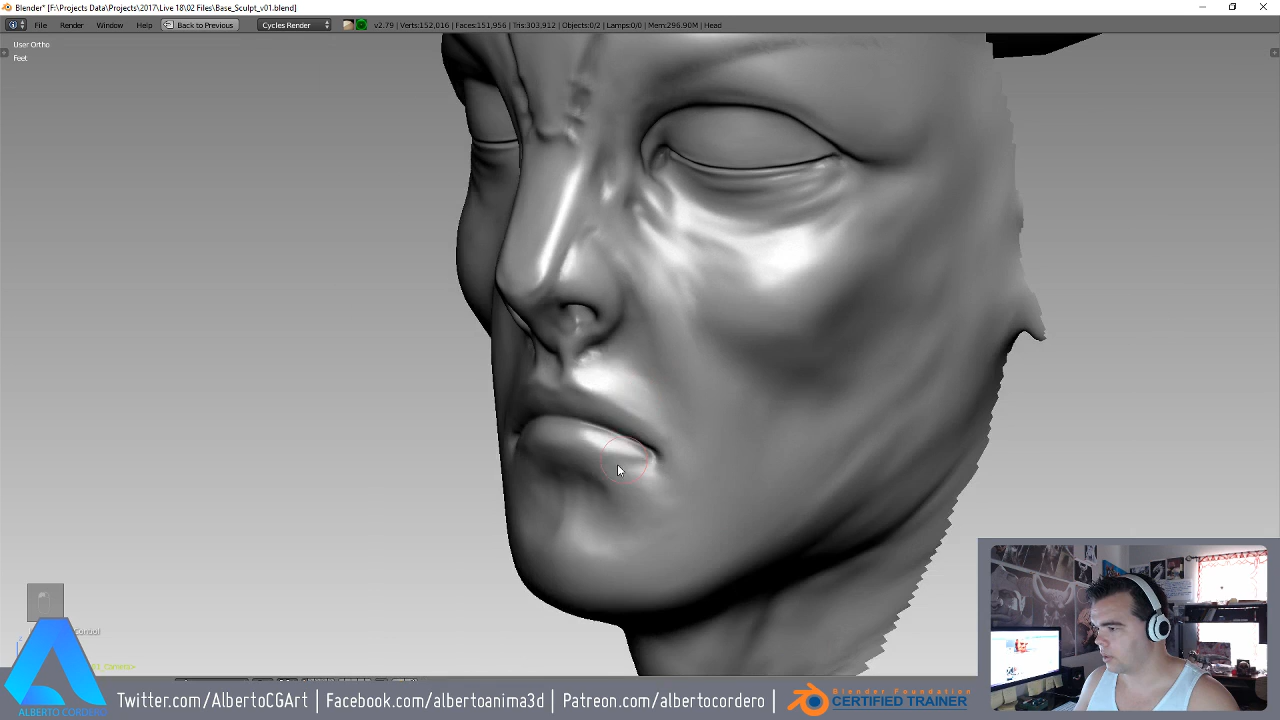 Blender* [F:\Projects Data\Projects\2017\Live 18\02 Files\Base_Sculpt_v01.blend]
File Render Window Help Back to Previous Cycles Render v2.79 | Verts:152,016 | Faces:151,956 | Tris:303,912 | Objects:0/2 | Lamps:0/0 | Mem:296.90M | Head
User Ortho
Feet
ALBERTO CORDERO
Twitter.com/AlbertoCGArt | Facebook.com/albertoanima3d | Patreon.com/albertocordero |
Blender Foundation
CERTIFIED TRAINER